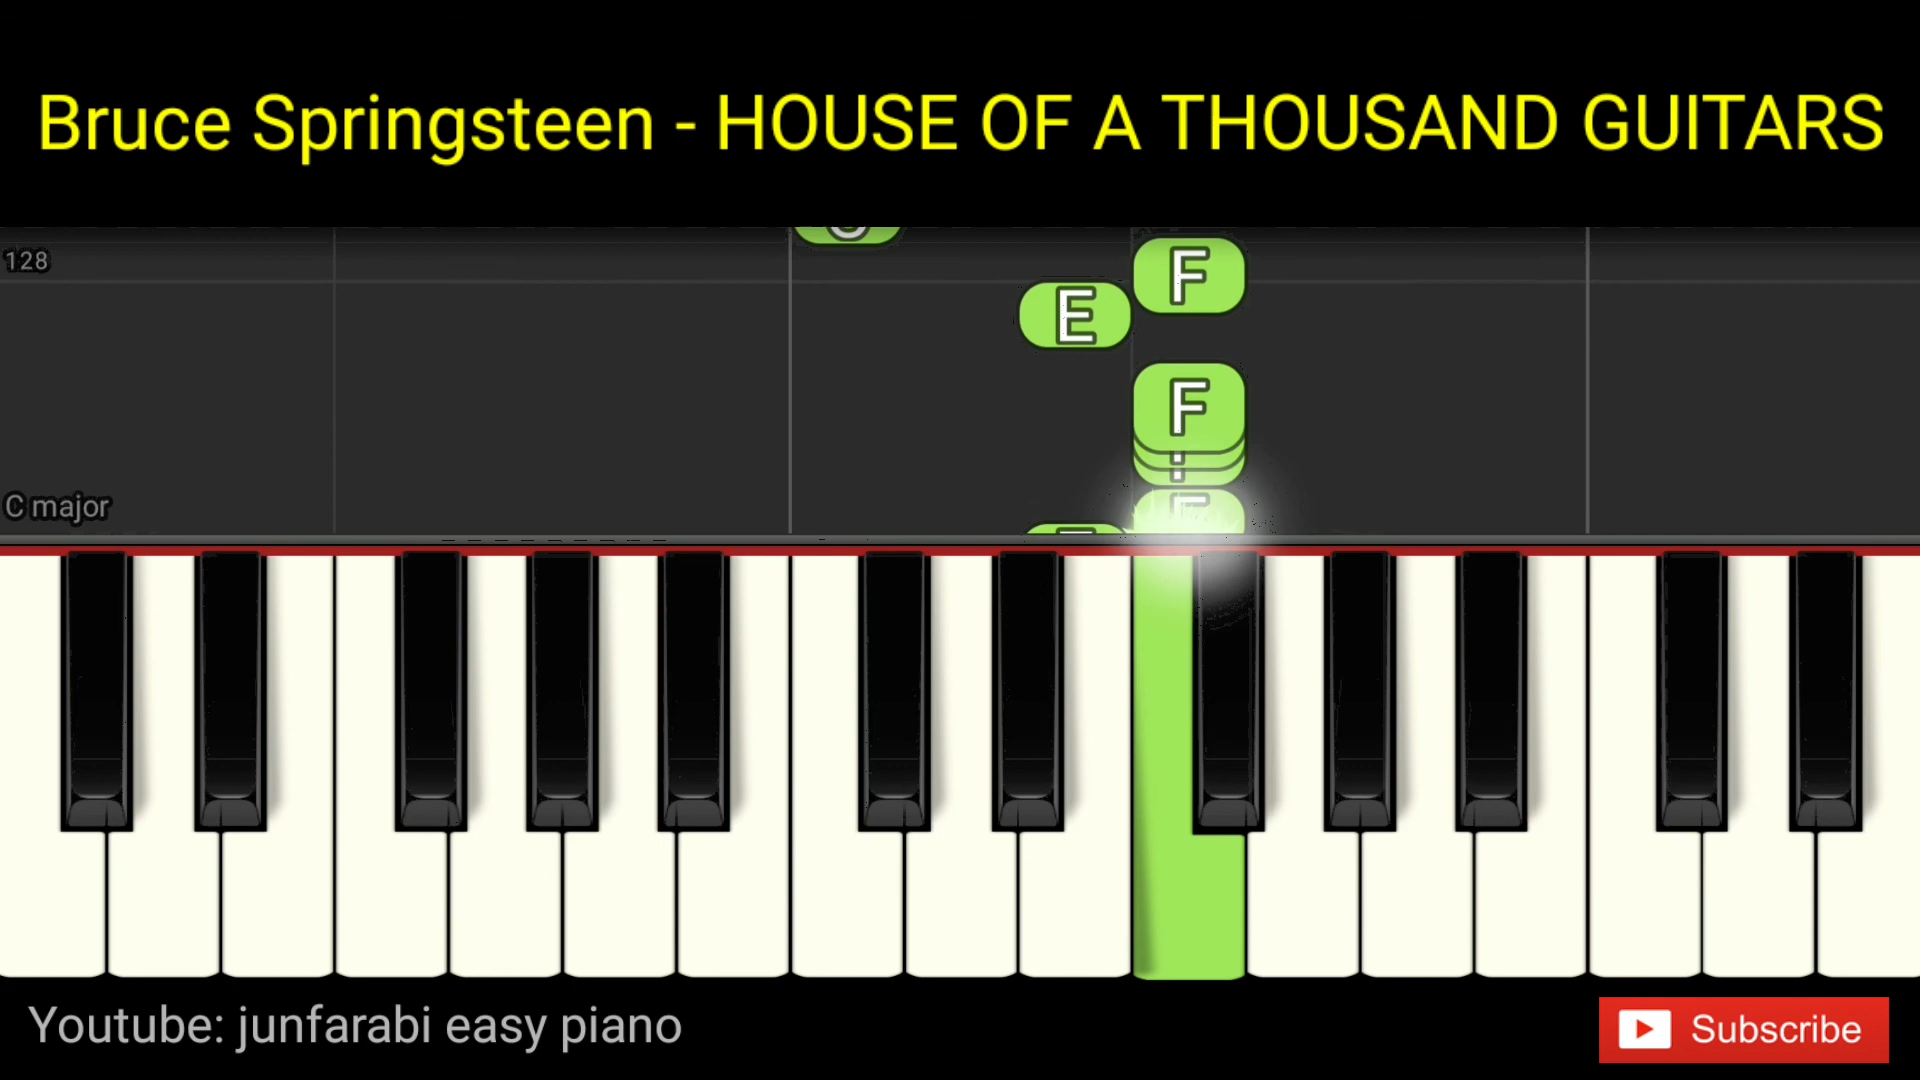 Bruce Springsteen - HOUSE OF A THOUSAND GUITARS
128
F
E
F
C major
Youtube: junfarabi easy piano
Subscribe